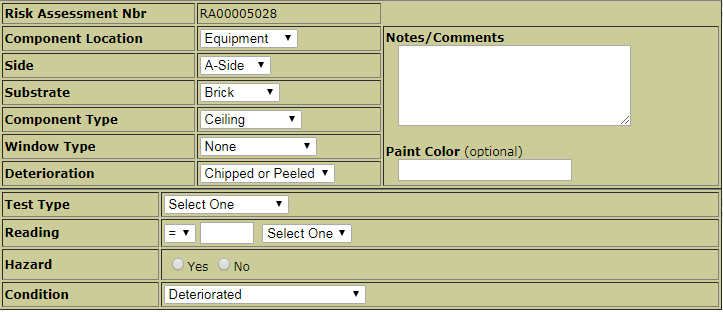 Risk Assessment Nbr RA00005028
Component Location Equipment
Notes/Comments
Side A-Side
Substrate Brick
Component Type Ceiling
Window Type None
Paint Color (optional)
Deterioration Chipped or Peeled
Test Type Select One
Reading = Select One
Hazard Yes No
Condition Deteriorated